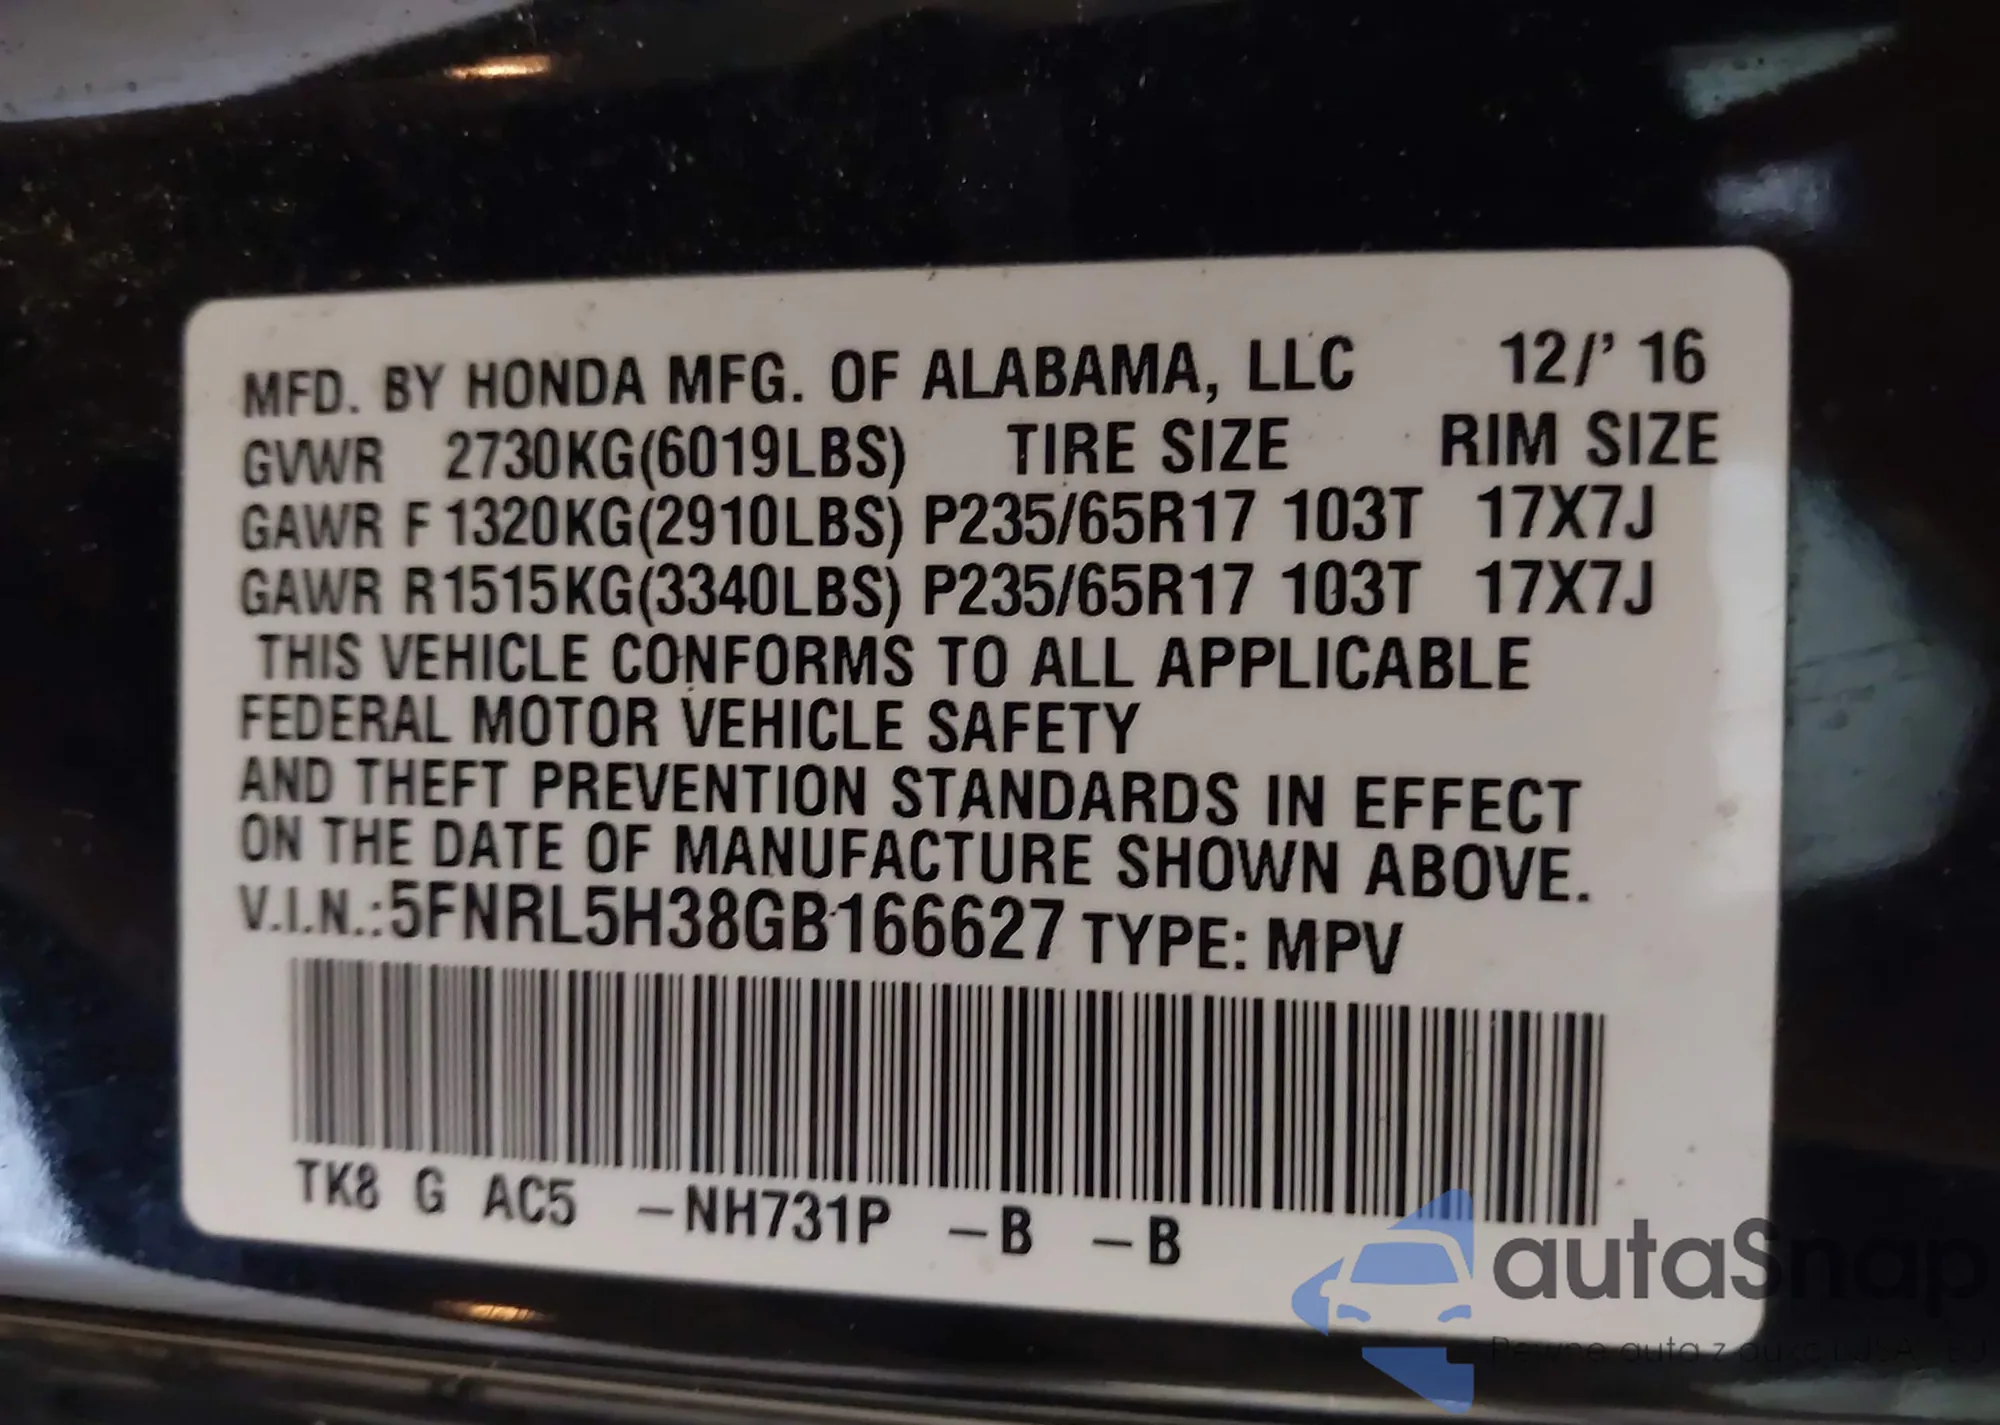 MFD. BY HONDA MFG. OF ALABAMA, LLC 12/' 16
GVWR 2730KG(6019LBS) TIRE SIZE RIM SIZE
GAWR F 1320KG(2910LBS) P235/65R17 103T 17X7J
GAWR R1515KG(3340LBS) P235/65R17 103T 17X7J
THIS VEHICLE CONFORMS TO ALL APPLICABLE
FEDERAL MOTOR VEHICLE SAFETY
AND THEFT PREVENTION STANDARDS IN EFFECT
ON THE DATE OF MANUFACTURE SHOWN ABOVE.
V.I.N.:5FNRL5H38GB166627 TYPE: MPV
TK8 G AC5 -NH731P -B -B
autaSnap
Pewne auta z aukcji